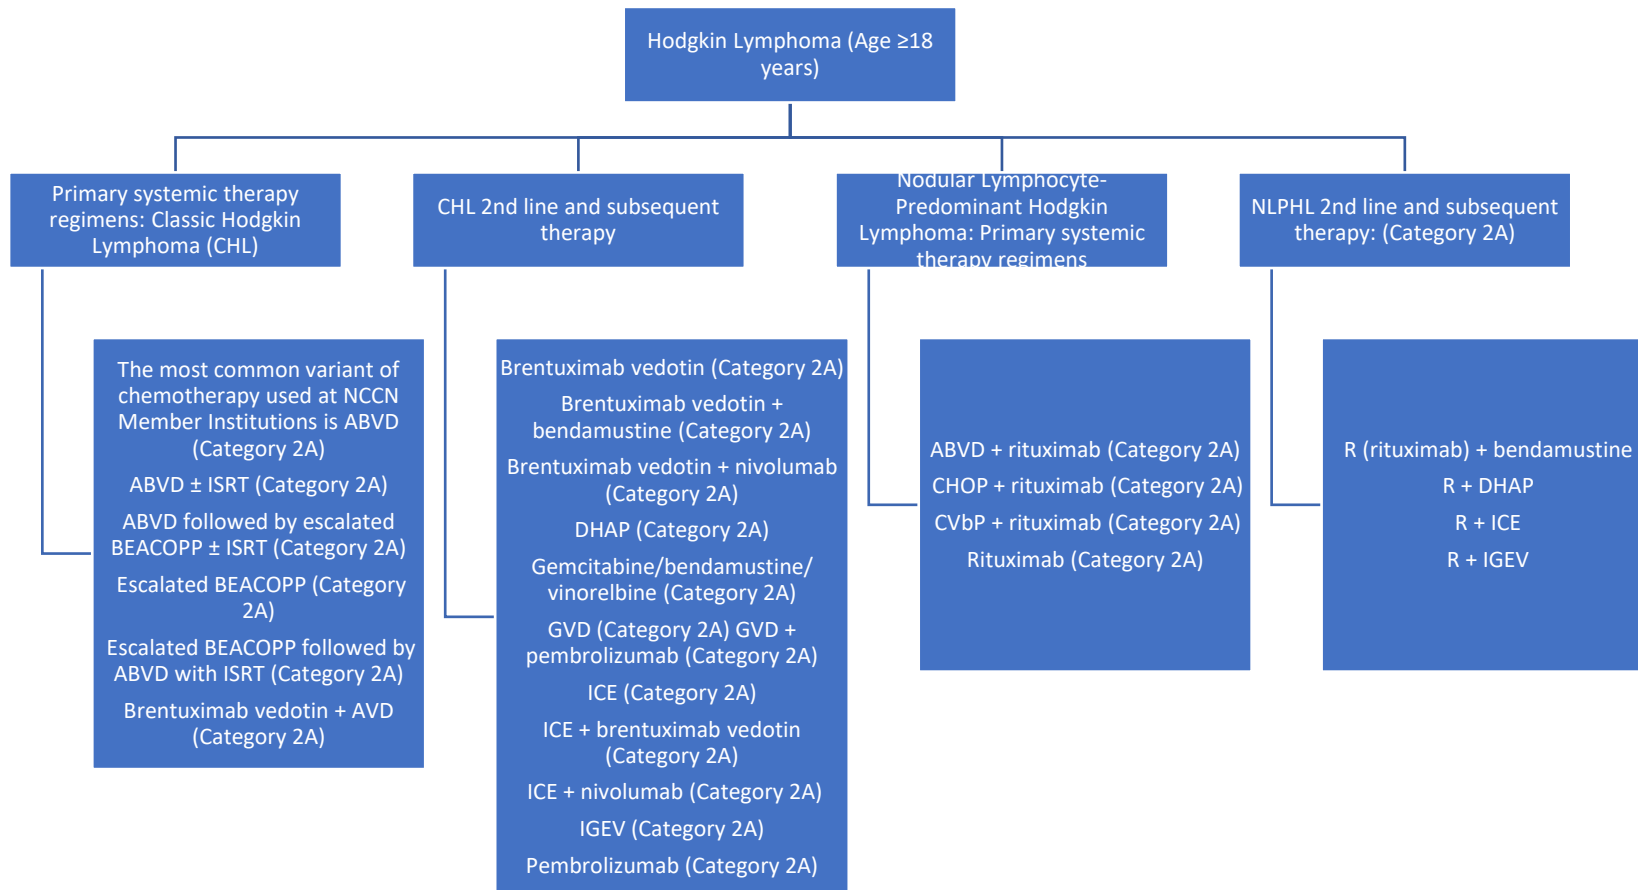 Hodgkin Lymphoma (Age ≥18
years)
Primary systemic therapy
regimens: Classic Hodgkin
Lymphoma (CHL)
CHL 2nd line and subsequent
therapy
Nodular Lymphocyte-
Predominant Hodgkin
Lymphoma: Primary systemic
therapy regimens
NLPHL 2nd line and subsequent
therapy: (Category 2A)
The most common variant of
chemotherapy used at NCCN
Member Institutions is ABVD
(Category 2A)
ABVD ± ISRT (Category 2A)
ABVD followed by escalated
BEACOPP ± ISRT (Category 2A)
Escalated BEACOPP (Category
2A)
Escalated BEACOPP followed by
ABVD with ISRT (Category 2A)
Brentuximab vedotin + AVD
(Category 2A)
Brentuximab vedotin (Category 2A)
Brentuximab vedotin +
bendamustine (Category 2A)
Brentuximab vedotin + nivolumab
(Category 2A)
DHAP (Category 2A)
Gemcitabine/bendamustine/
vinorelbine (Category 2A)
GVD (Category 2A) GVD +
pembrolizumab (Category 2A)
ICE (Category 2A)
ICE + brentuximab vedotin
(Category 2A)
ICE + nivolumab (Category 2A)
IGEV (Category 2A)
Pembrolizumab (Category 2A)
ABVD + rituximab (Category 2A)
CHOP + rituximab (Category 2A)
CVbP + rituximab (Category 2A)
Rituximab (Category 2A)
R (rituximab) + bendamustine
R + DHAP
R + ICE
R + IGEV